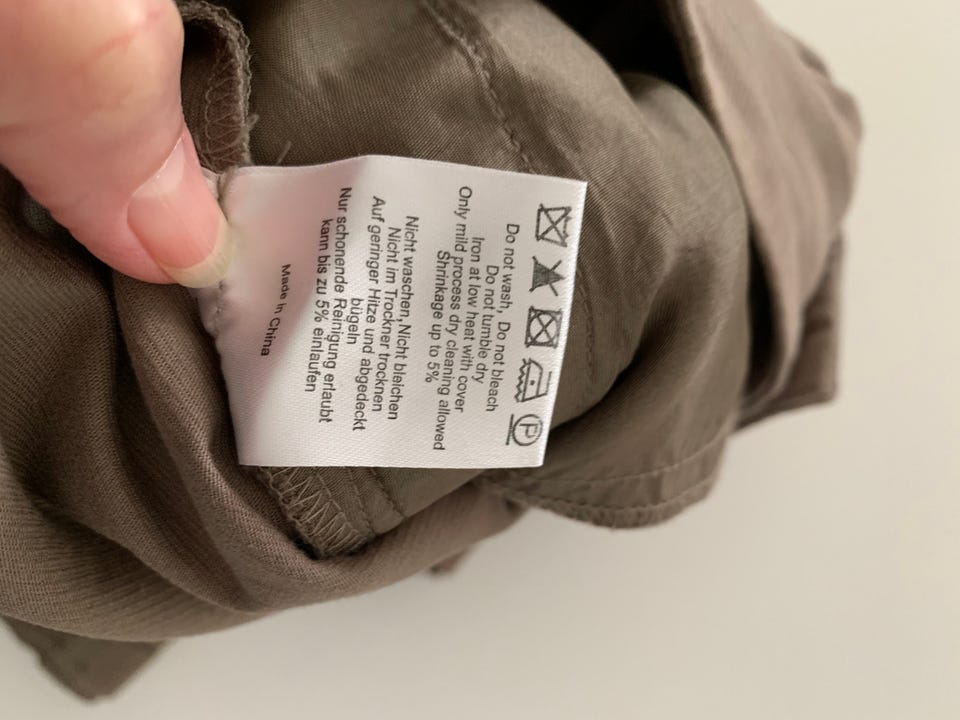 Do not wash, Do not bleach
Do not tumble dry
Iron at low heat with cover
Only mild process dry cleaning allowed
Shrinkage up to 5%
Nicht waschen,Nicht bleichen
Nicht im Trockner trocknen
Auf geringer Hitze und abgedeckt
bügeln
Nur schonende Reinigung erlaubt
kann bis zu 5% einlaufen
Made in China